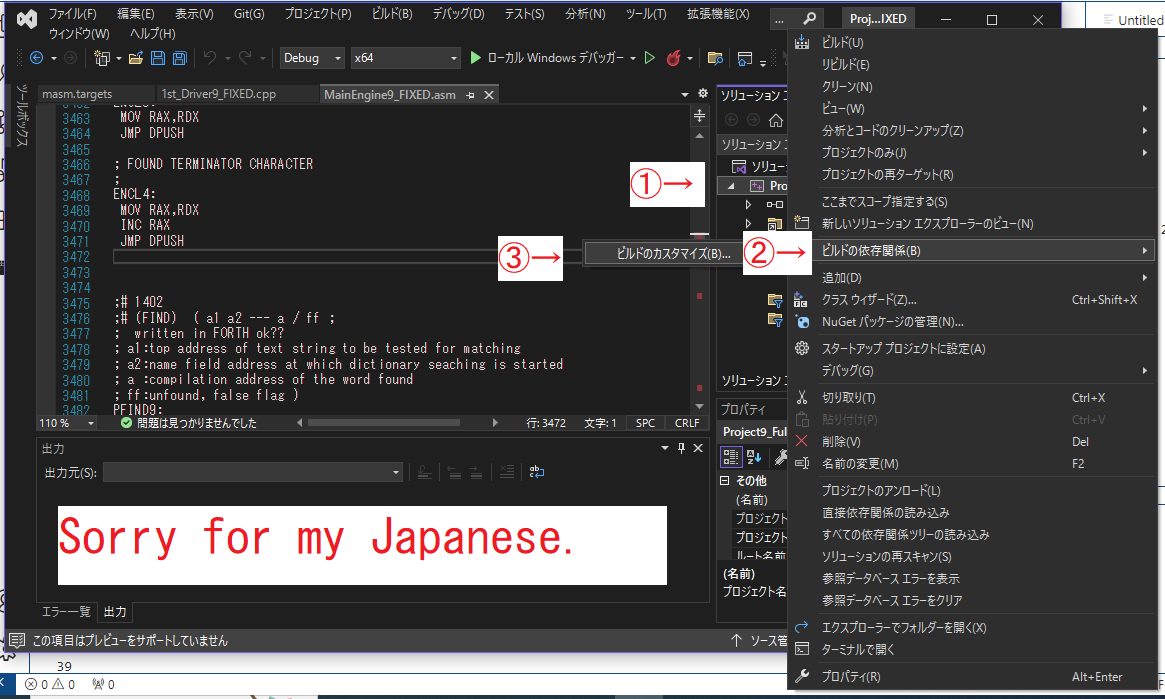 ファイル(F) 編集(E) 表示(V) Git(G) プロジェクト(P) ビルド(B) デバッグ(D) テスト(S) 分析(N) ツール(T) 拡張機能(X) ... Proj...IXED
Untitled
ウィンドウ(W) ヘルプ(H)
Debug x64 ローカル Windows デバッガー
ツールボックス
masm.targets 1st_Driver9_FIXED.cpp MainEngine9_FIXED.asm
3463 MOV RAX,RDX
3464 JMP DPUSH
3465
3466 ; FOUND TERMINATOR CHARACTER
3467 ;
3468 ENCL4:
3469 MOV RAX,RDX
3470 INC RAX
3471 JMP DPUSH
3472
3473
3474
3475 ;# 1402
3476 ;# (FIND) ( a1 a2 --- a / ff ;
3477 ; written in FORTH ok??
3478 ; a1:top address of text string to be tested for matching
3479 ; a2:name field address at which dictionary seaching is started
3480 ; a :compilation address of the word found
3481 ; ff:unfound, false flag )
3482 PFIND9:
110 % 問題は見つかりませんでした 行: 3472 文字: 1 SPC CRLF
出力
出力元(S):
Sorry for my Japanese.
エラー一覧 出力
この項目はプレビューをサポートしていません
39
0 0 0
①→
②→
③→
ビルドのカスタマイズ(B)...
ソリューション
ソリューション
ソリュー
Pro
ソリューション
プロパティ
Project9_Ful
その他
(名前)
プロジェクト
プロジェクト
ルート名前
(名前)
プロジェクト名
ソース管
ビルド(U)
リビルド(E)
クリーン(N)
ビュー(W)
分析とコードのクリーンアップ(Z)
プロジェクトのみ(J)
プロジェクトの再ターゲット(R)
ここまでスコープ指定する(S)
新しいソリューション エクスプローラーのビュー(N)
ビルドの依存関係(B)
追加(D)
クラス ウィザード(Z)... Ctrl+Shift+X
NuGet パッケージの管理(N)...
スタートアップ プロジェクトに設定(A)
デバッグ(G)
切り取り(T) Ctrl+X
貼り付け(P) Ctrl+V
削除(V) Del
名前の変更(M) F2
プロジェクトのアンロード(L)
直接依存関係の読み込み
すべての依存関係ツリーの読み込み
ソリューションの再スキャン(S)
参照データベース エラーを表示
参照データベース エラーをクリア
エクスプローラーでフォルダーを開く(X)
ターミナルで開く
プロパティ(R) Alt+Enter